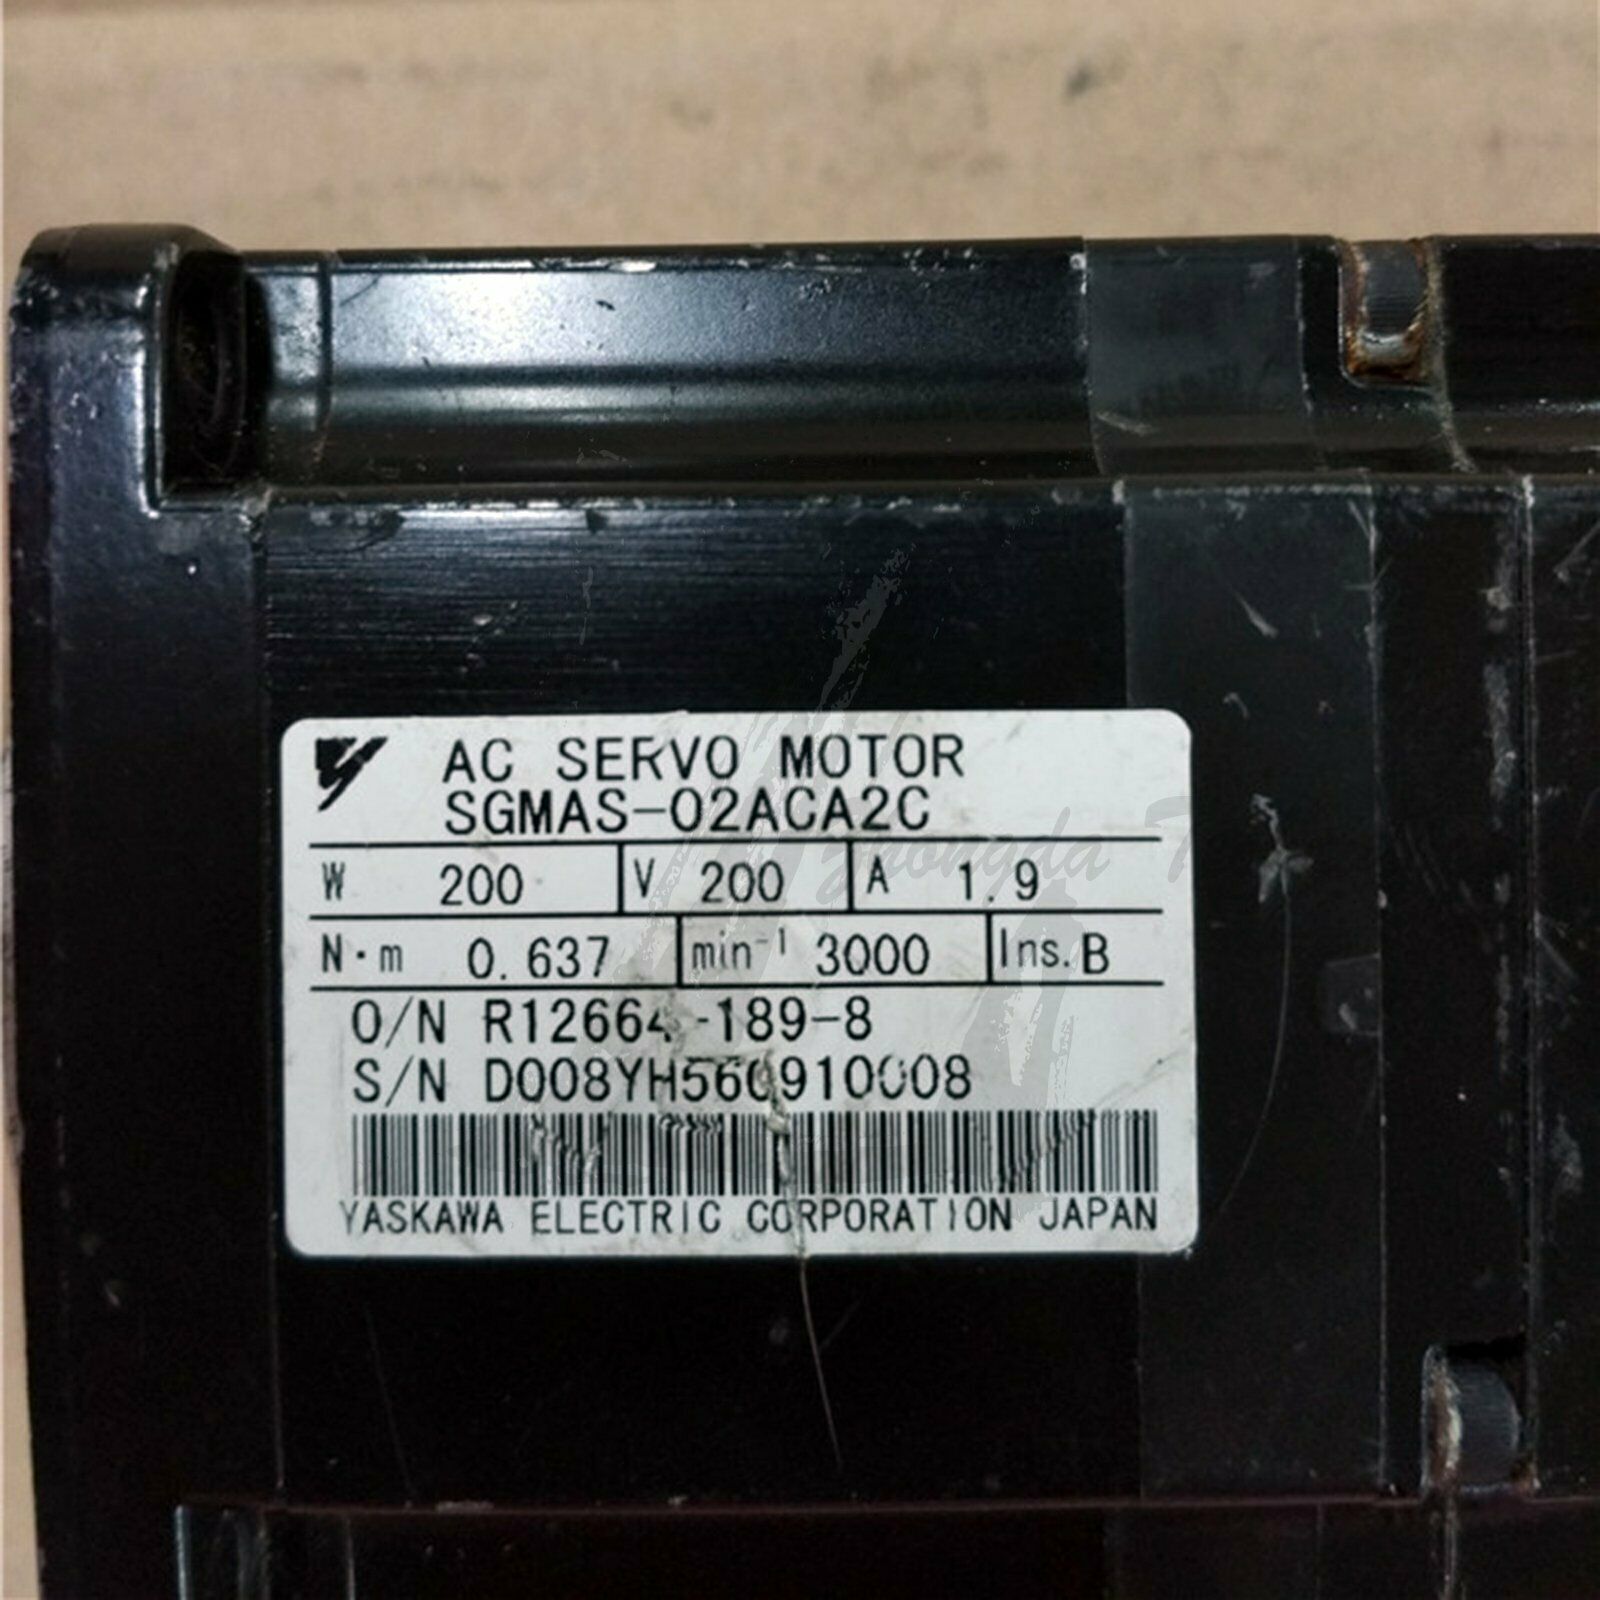 AC SERVO MOTOR
SGMAS-02ACA2C
W 200 V 200 A 1.9
N·m 0.637 min⁻¹ 3000 Ins. B
O/N R12664-189-8
S/N D008YH560910008
YASKAWA ELECTRIC CORPORATION JAPAN
Zhongda